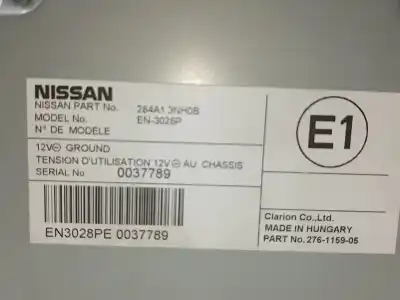 NISSAN
NISSAN PART No. 284A1 3NH0B
MODEL No. EN-3028P
N° DE MODELE
12V⊖ GROUND
TENSION D'UTILISATION 12V⊖ AU CHASSIS
SERIAL No 0037789
EN3028PE 0037789
E1
Clarion Co.,Ltd.
MADE IN HUNGARY
PART No. 276-1159-05